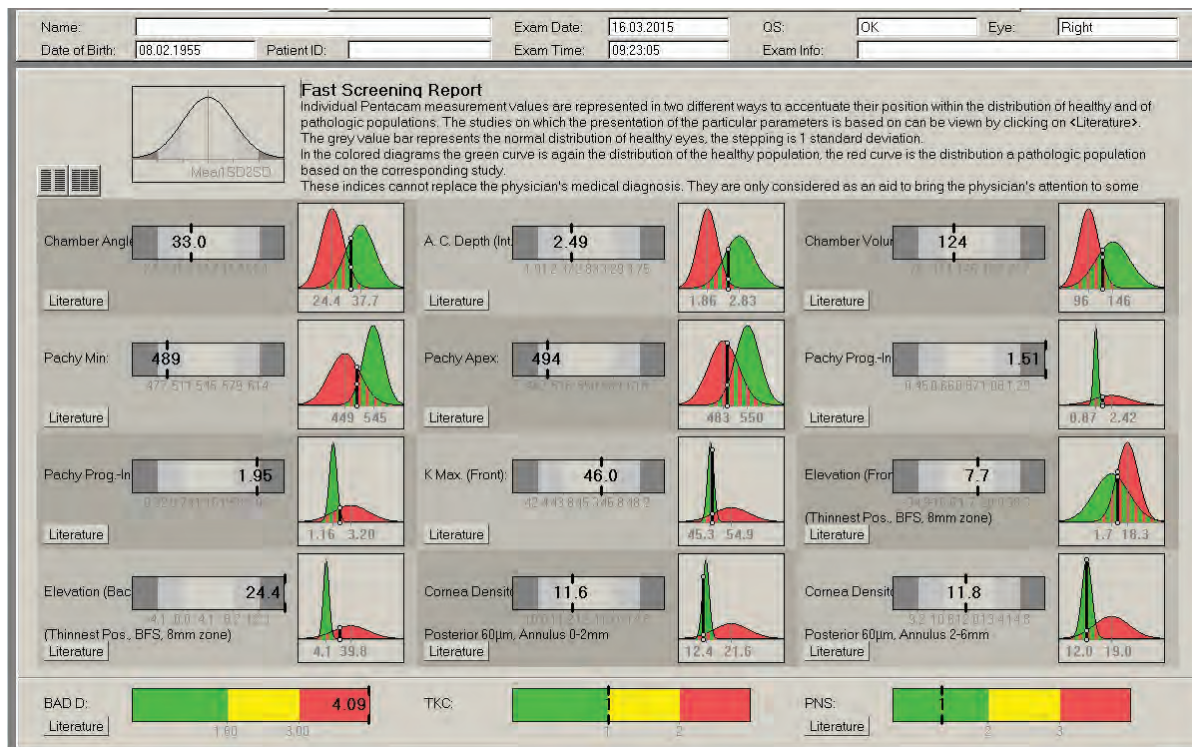 Name: Exam Date: 16.03.2015 QS: OK Eye: Right
Date of Birth: 08.02.1955 Patient ID: Exam Time: 09:23:05 Exam Info:
Fast Screening Report
Individual Pentacam measurement values are represented in two different ways to accentuate their position within the distribution of healthy and of
pathologic populations. The studies on which the presentation of the particular parameters is based on can be viewn by clicking on <Literature>.
The grey value bar represents the normal distribution of healthy eyes, the stepping is 1 standard deviation.
In the colored diagrams the green curve is again the distribution of the healthy population, the red curve is the distribution a pathologic population
based on the corresponding study.
These indices cannot replace the physician's medical diagnosis. They are only considered as an aid to bring the physician's attention to some
Chamber Angle 33.0
Literature
24.4 37.7
A. C. Depth (Int. 2.49
Literature
1.86 2.83
Chamber Volu 124
Literature
96 146
Pachy Min: 489
477 511 545 579 614
Literature
449 545
Pachy Apex: 494
Literature
483 550
Pachy Prog.-In 1.51
Literature
0.87 2.42
Pachy Prog.-In 1.95
Literature
1.16 3.20
K Max. (Front): 46.0
Literature
45.3 54.9
Elevation (Fron 7.7
(Thinnest Pos., BFS, 8mm zone)
Literature
1.7 18.3
Elevation (Bac 24.4
(Thinnest Pos., BFS, 8mm zone)
Literature
4.1 39.8
Cornea Densit 11.6
Posterior 60µm, Annulus 0-2mm
Literature
12.4 21.6
Cornea Densit 11.8
Posterior 60µm, Annulus 2-6mm
Literature
12.0 19.0
BAD D: 4.09
Literature
1.60 3.00
TKC: 1
1 2
PNS: 1
Literature
2 3